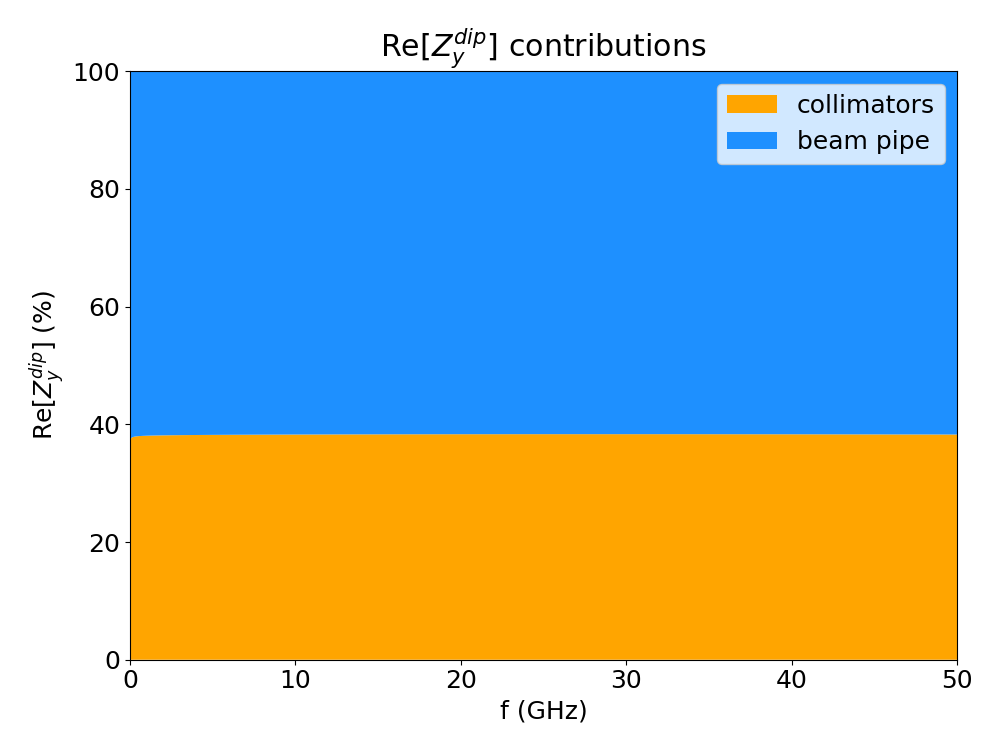 Re[$Z_y^{dip}$] contributions
100
80
60
40
20
0
Re[$Z_y^{dip}$] (%)
collimators
beam pipe
0 10 20 30 40 50
f (GHz)